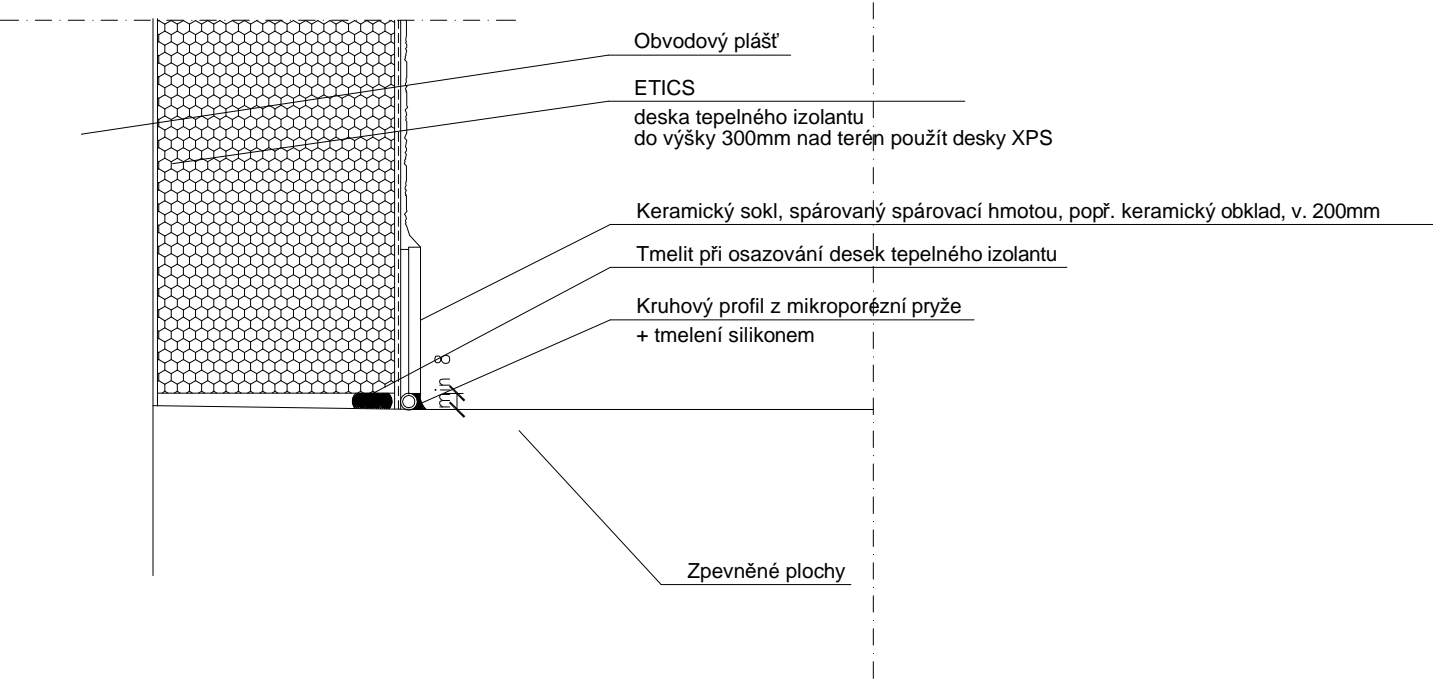 Obvodový plášť
ETICS
deska tepelného izolantu
do výšky 300mm nad terén použít desky XPS
Keramický sokl, spárovaný spárovací hmotou, popř. keramický obklad, v. 200mm
Tmelit při osazování desek tepelného izolantu
Kruhový profil z mikroporézní pryže
+ tmelení silikonem
min 8
Zpevněné plochy